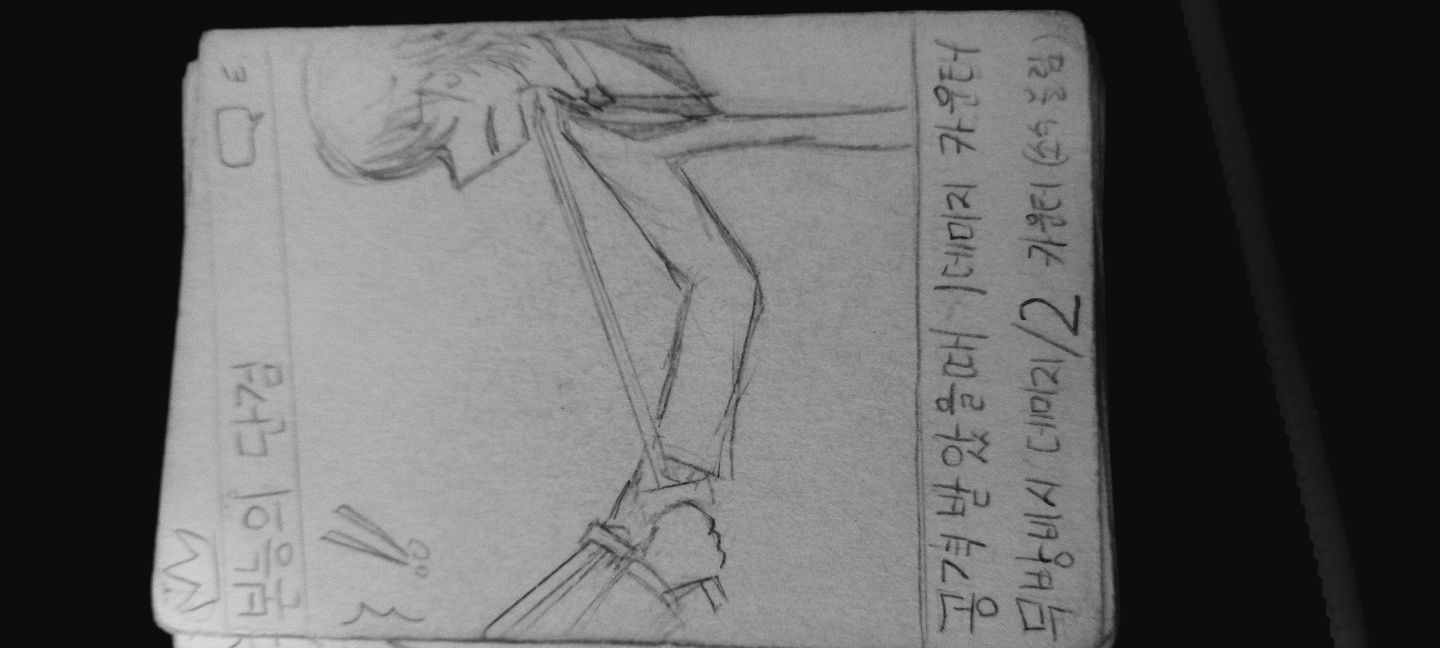 본능의 단검
공격 받았을때 1데미지 카운터
무방비시 데미지/2 카운터 (소수 올림)